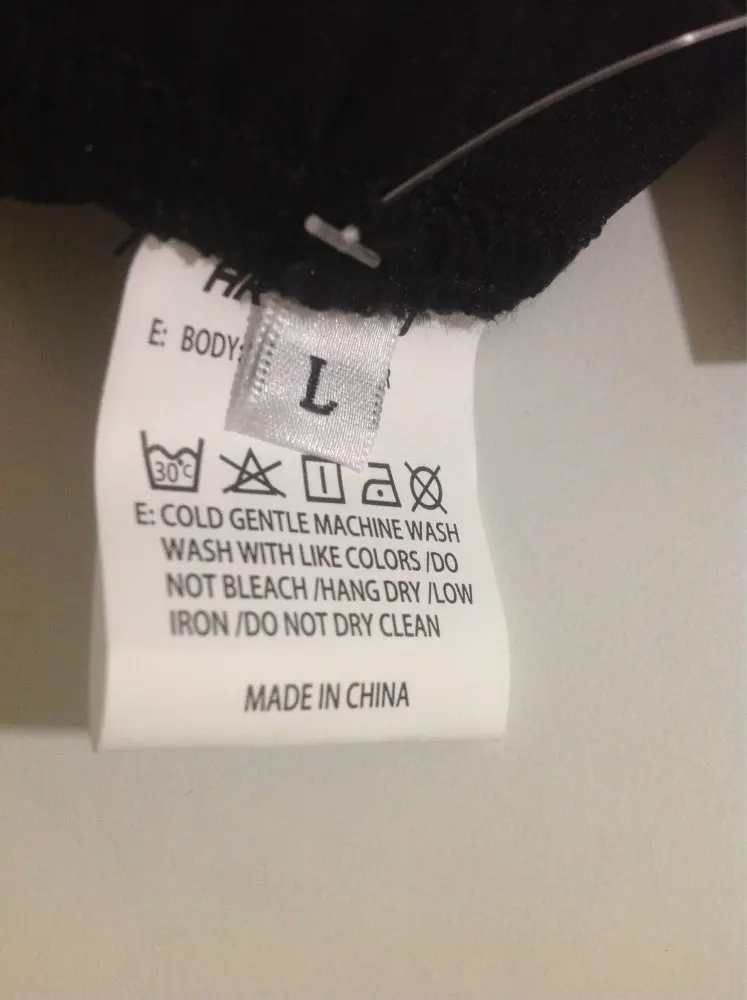 E: BODY:
L
30°C
E: COLD GENTLE MACHINE WASH
WASH WITH LIKE COLORS /DO
NOT BLEACH /HANG DRY /LOW
IRON /DO NOT DRY CLEAN
MADE IN CHINA